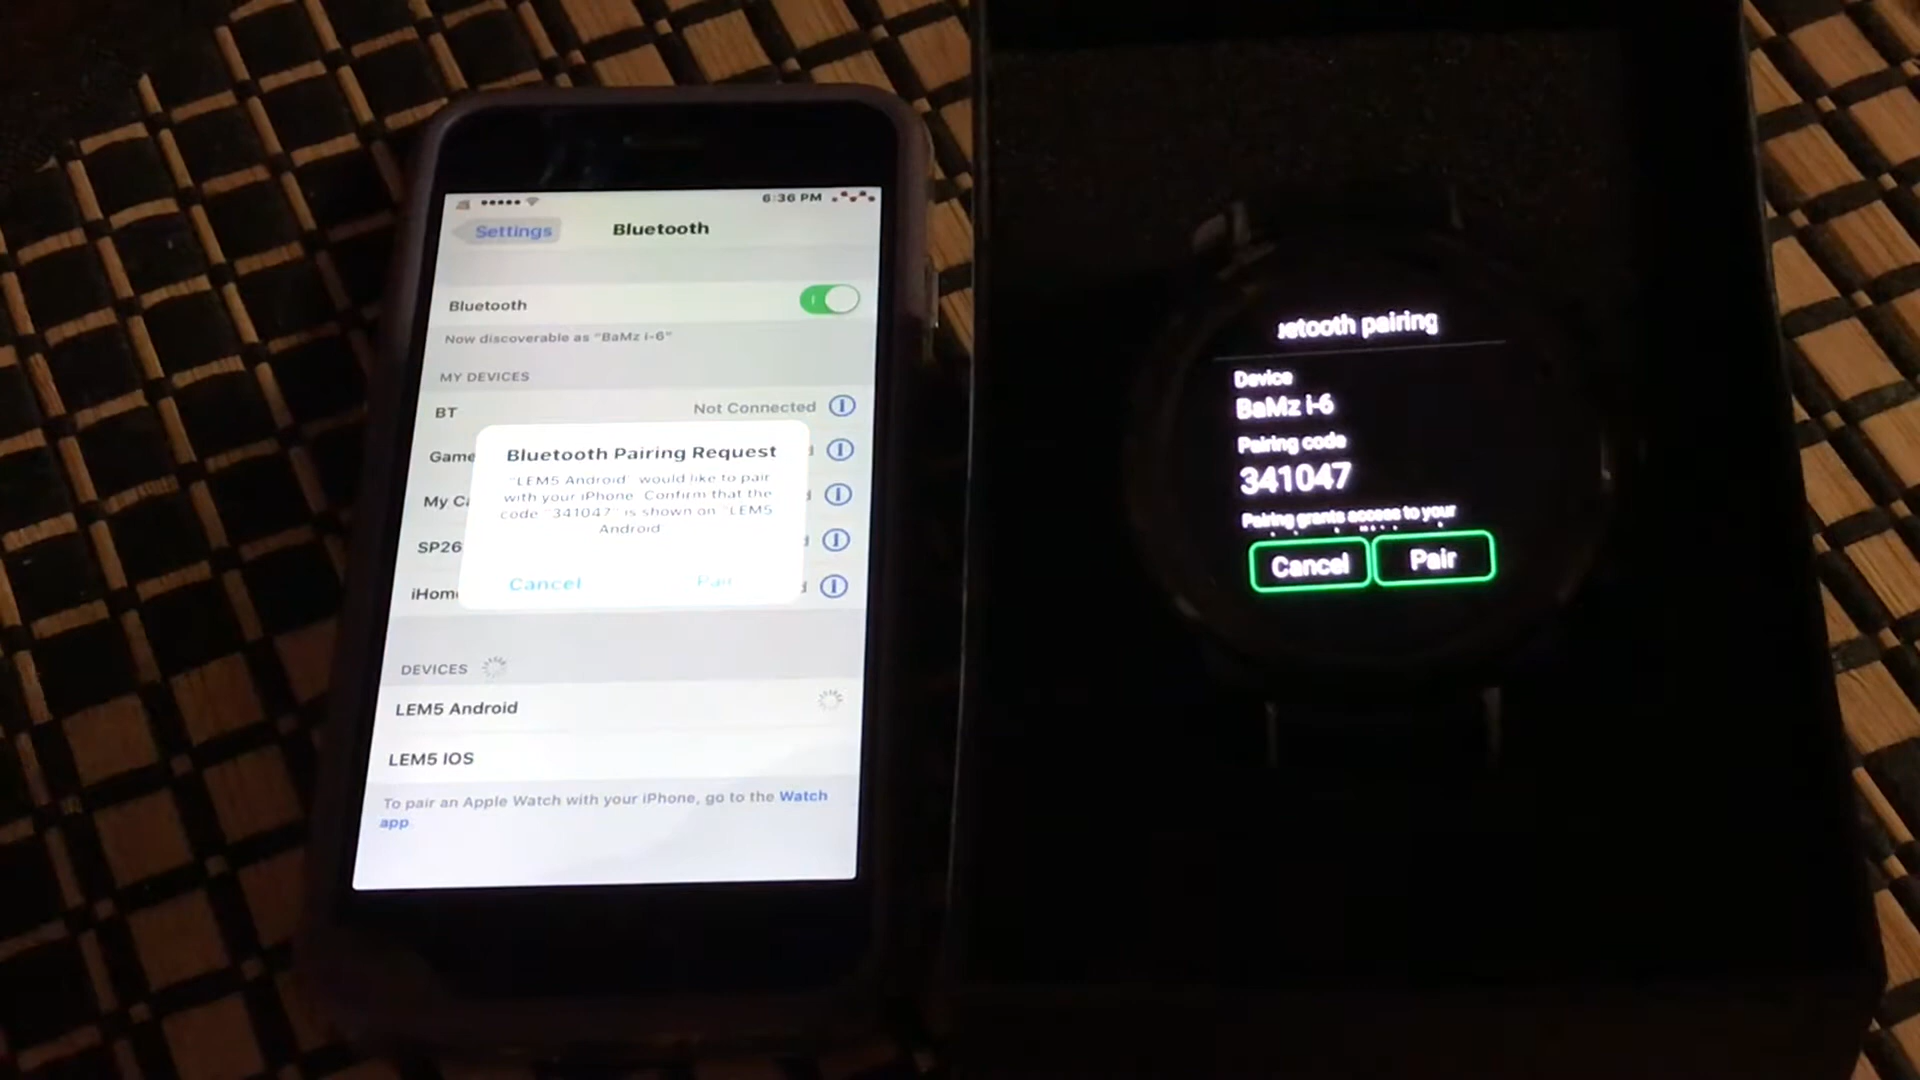 6:36 PM
Settings
Bluetooth
Bluetooth
Now discoverable as "BaMz i-6"
MY DEVICES
BT
Not Connected
Game
My Ca
SP26
iHom
Bluetooth Pairing Request
"LEM5 Android" would like to pair
with your iPhone. Confirm that the
code "341047" is shown on "LEM5
Android
Cancel
Pair
DEVICES
LEM5 Android
LEM5 IOS
To pair an Apple Watch with your iPhone, go to the Watch
app.
etooth pairing
Device
BaMz i-6
Pairing code
341047
Pairing grants access to your
Cancel
Pair